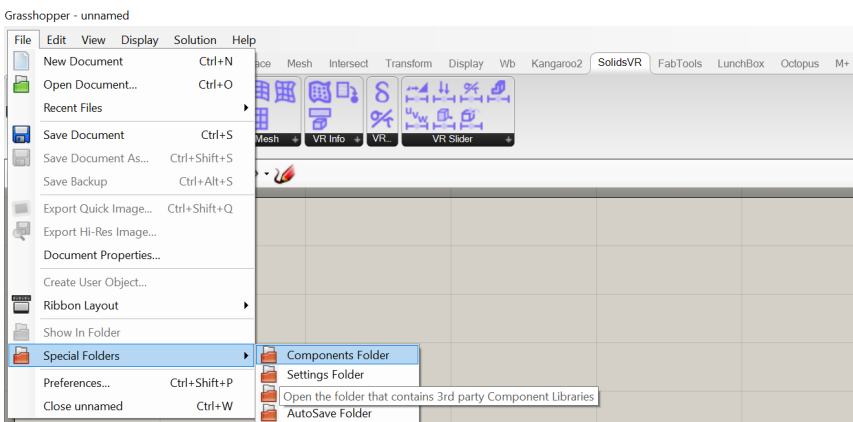 Grasshopper - unnamed
File Edit View Display Solution Help
Mesh Intersect Transform Display Wb Kangaroo2 SolidsVR FabTools LunchBox Octopus M+
New Document Ctrl+N
Open Document... Ctrl+O
Recent Files
Save Document Ctrl+S
Save Document As... Ctrl+Shift+S
Save Backup Ctrl+Alt+S
Export Quick Image... Ctrl+Shift+Q
Export Hi-Res Image...
Document Properties...
Create User Object...
Ribbon Layout
Show In Folder
Special Folders
Preferences... Ctrl+Shift+P
Close unnamed Ctrl+W
Mesh VR Info VR... VR Slider
Components Folder
Settings Folder
Open the folder that contains 3rd party Component Libraries
AutoSave Folder